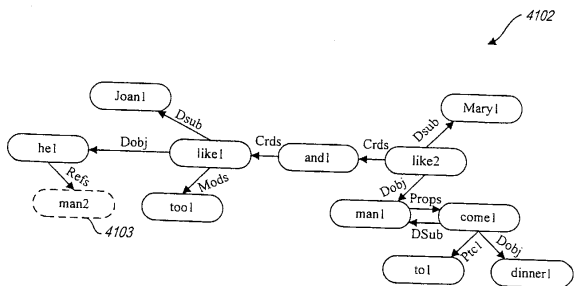 4102
Joan1
Mary1
Dsub
Dsub
he1
Dobj
like1
Crds
and1
Crds
like2
Refs
Mods
Dobj
man2
too1
man1
Props
come1
DSub
4103
Ptcl
Dobj
to1
dinner1